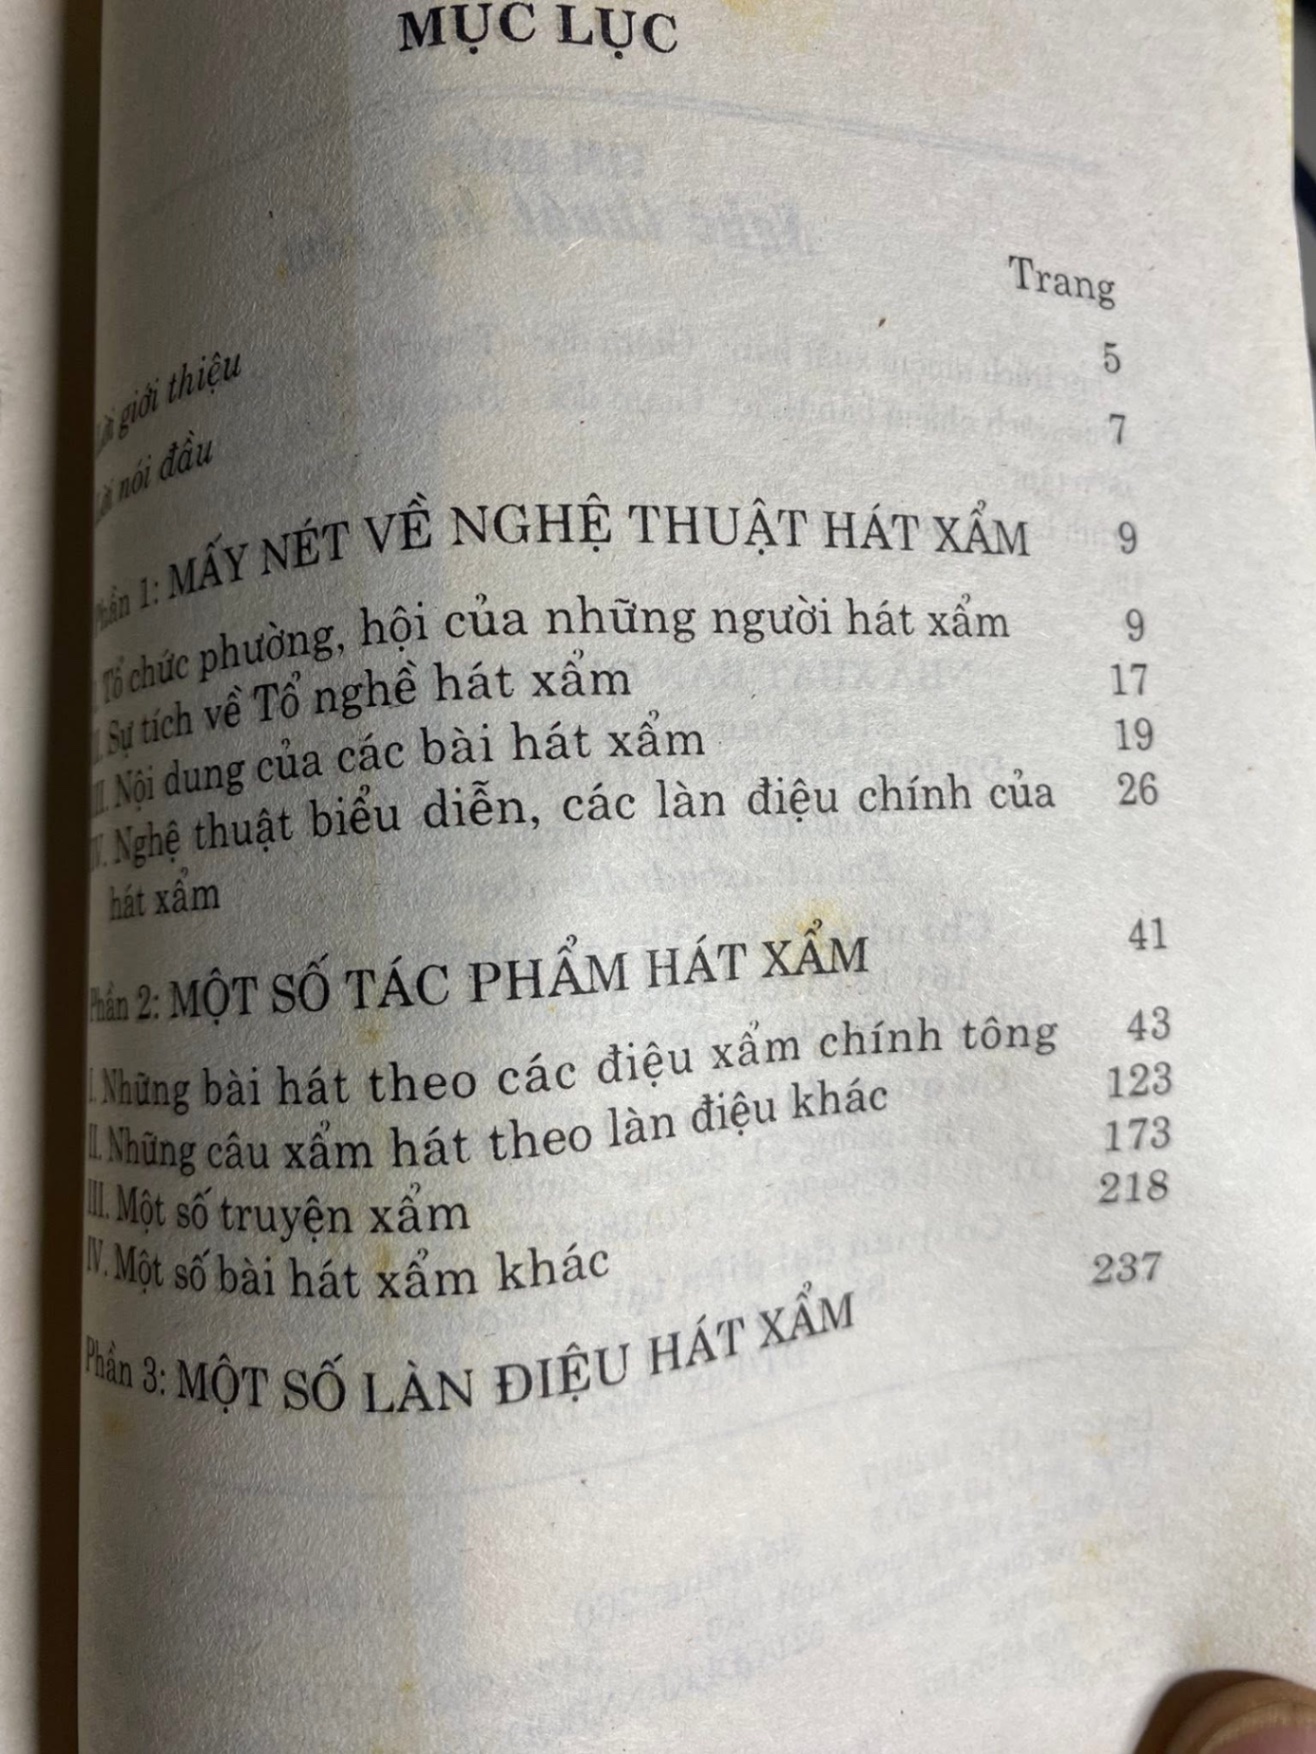 MỤC LỤC
Trang
Lời giới thiệu 5
Lời nói đầu 7
Phần 1: MẤY NÉT VỀ NGHỆ THUẬT HÁT XẨM 9
I. Tổ chức phường, hội của những người hát xẩm 9
II. Sự tích về Tổ nghề hát xẩm 17
III. Nội dung của các bài hát xẩm 19
IV. Nghệ thuật biểu diễn, các làn điệu chính của 26
hát xẩm
Phần 2: MỘT SỐ TÁC PHẨM HÁT XẨM 41
I. Những bài hát theo các điệu xẩm chính tông 43
II. Những câu xẩm hát theo làn điệu khác 123
III. Một số truyện xẩm 173
IV. Một số bài hát xẩm khác 218
Phần 3: MỘT SỐ LÀN ĐIỆU HÁT XẨM 237